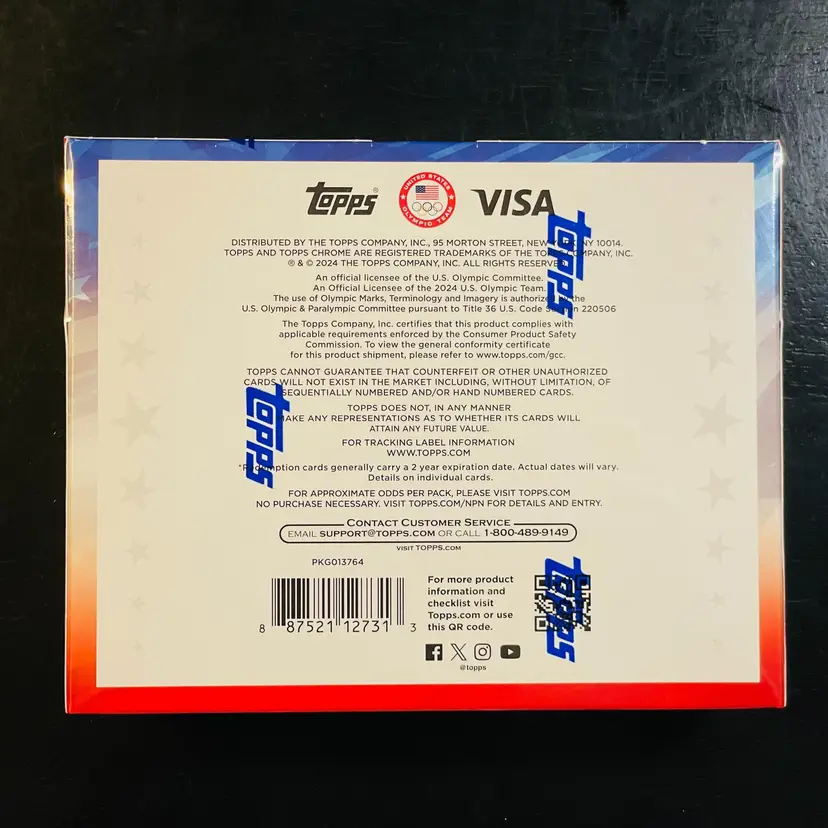 topps® UNITED STATES OLYMPIC TEAM VISA
DISTRIBUTED BY THE TOPPS COMPANY, INC., 95 MORTON STREET, NEW YORK, NY 10014.
TOPPS AND TOPPS CHROME ARE REGISTERED TRADEMARKS OF THE TOPPS COMPANY, INC.
® & © 2024 THE TOPPS COMPANY, INC. ALL RIGHTS RESERVED.
An official licensee of the U.S. Olympic Committee.
An Official Licensee of the 2024 U.S. Olympic Team.
The use of Olympic Marks, Terminology and Imagery is authorized by the
U.S. Olympic & Paralympic Committee pursuant to Title 36 U.S. Code Section 220506
The Topps Company, Inc. certifies that this product complies with
applicable requirements enforced by the Consumer Product Safety
Commission. To view the general conformity certificate
for this product shipment, please refer to www.topps.com/gcc.
TOPPS CANNOT GUARANTEE THAT COUNTERFEIT OR OTHER UNAUTHORIZED
CARDS WILL NOT EXIST IN THE MARKET INCLUDING, WITHOUT LIMITATION, OF
SEQUENTIALLY NUMBERED AND/OR HAND NUMBERED CARDS.
TOPPS DOES NOT, IN ANY MANNER
MAKE ANY REPRESENTATIONS AS TO WHETHER ITS CARDS WILL
ATTAIN ANY FUTURE VALUE.
FOR TRACKING LABEL INFORMATION
WWW.TOPPS.COM
*Redemption cards generally carry a 2 year expiration date. Actual dates will vary.
Details on individual cards.
FOR APPROXIMATE ODDS PER PACK, PLEASE VISIT TOPPS.COM
NO PURCHASE NECESSARY. VISIT TOPPS.COM/NPN FOR DETAILS AND ENTRY.
CONTACT CUSTOMER SERVICE
EMAIL SUPPORT@TOPPS.COM OR CALL 1-800-489-9149
VISIT TOPPS.COM
PKG013764
8 87521 12731 3
For more product
information and
checklist visit
Topps.com or use
this QR code.
@topps
topps
topps
topps